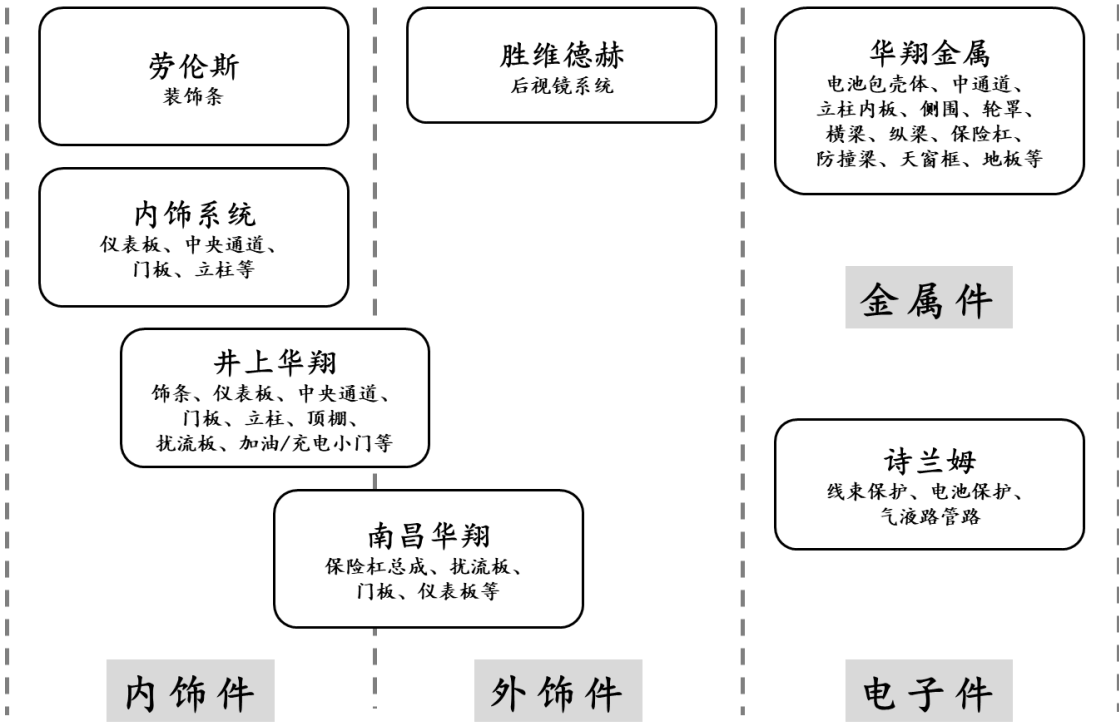 劳伦斯
装饰条
内饰系统
仪表板、中央通道、
门板、立柱等
井上华翔
饰条、仪表板、中央通道、
门板、立柱、顶棚、
扰流板、加油/充电小门等
南昌华翔
保险杠总成、扰流板、
门板、仪表板等
内饰件
胜维德赫
后视镜系统
外饰件
华翔金属
电池包壳体、中通道、
立柱内板、侧围、轮罩、
横梁、纵梁、保险杠、
防撞梁、天窗框、地板等
金属件
诗兰姆
线束保护、电池保护、
气液路管路
电子件